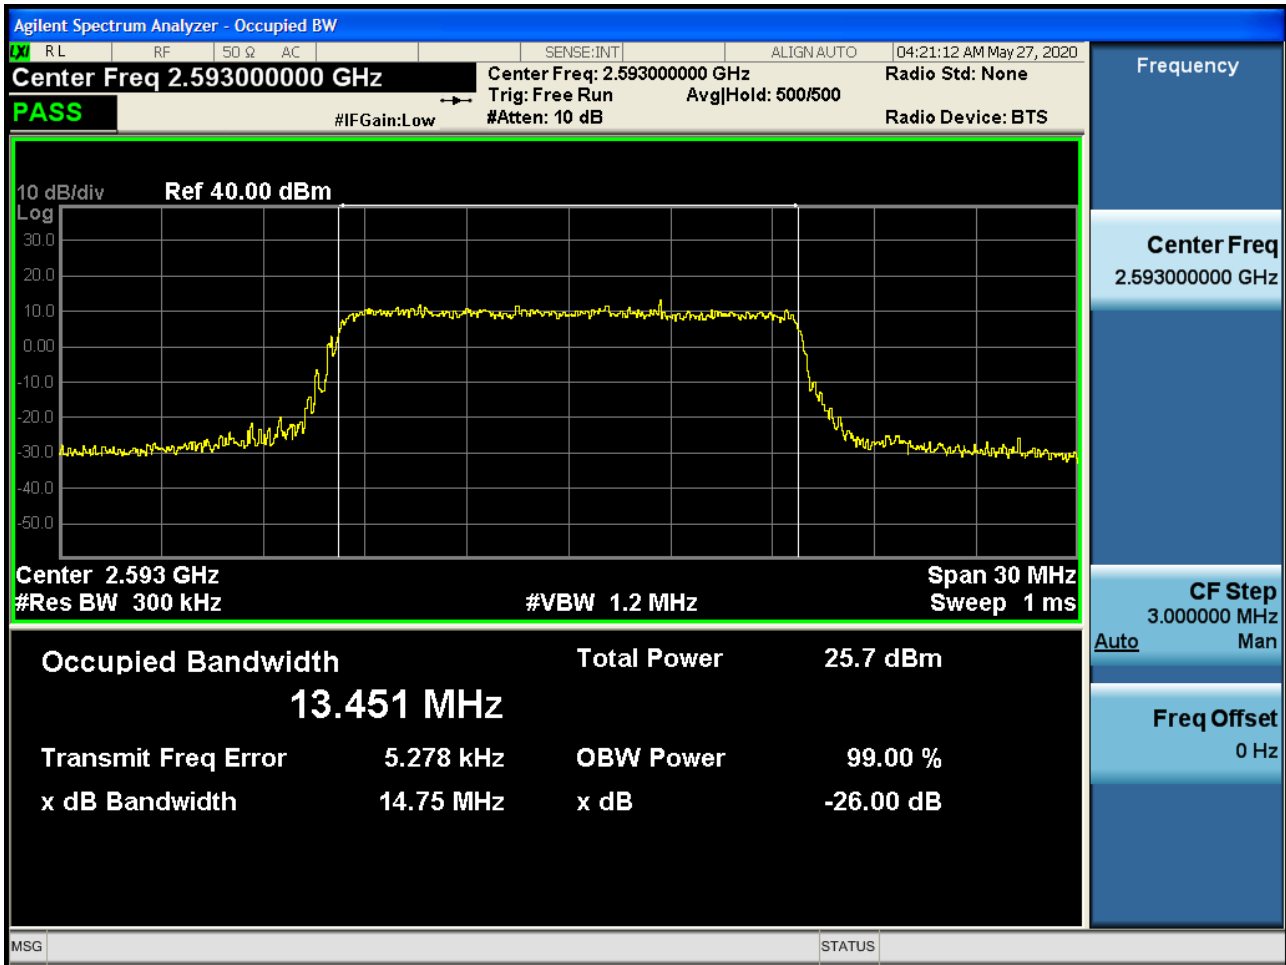 Agilent Spectrum Analyzer - Occupied BW
LXI RL RF 50 Ω AC SENSE:INT ALIGN AUTO 04:21:12 AM May 27, 2020
Center Freq 2.593000000 GHz
Center Freq: 2.593000000 GHz
Radio Std: None
Trig: Free Run Avg|Hold: 500/500
PASS
#IFGain:Low
#Atten: 10 dB
Radio Device: BTS
10 dB/div Ref 40.00 dBm
Log
30.0
20.0
10.0
0.00
-10.0
-20.0
-30.0
-40.0
-50.0
Center 2.593 GHz Span 30 MHz
#Res BW 300 kHz #VBW 1.2 MHz Sweep 1 ms
Occupied Bandwidth Total Power 25.7 dBm
13.451 MHz
Transmit Freq Error 5.278 kHz OBW Power 99.00 %
x dB Bandwidth 14.75 MHz x dB -26.00 dB
Frequency
Center Freq
2.593000000 GHz
CF Step
3.000000 MHz
Auto Man
Freq Offset
0 Hz
MSG STATUS